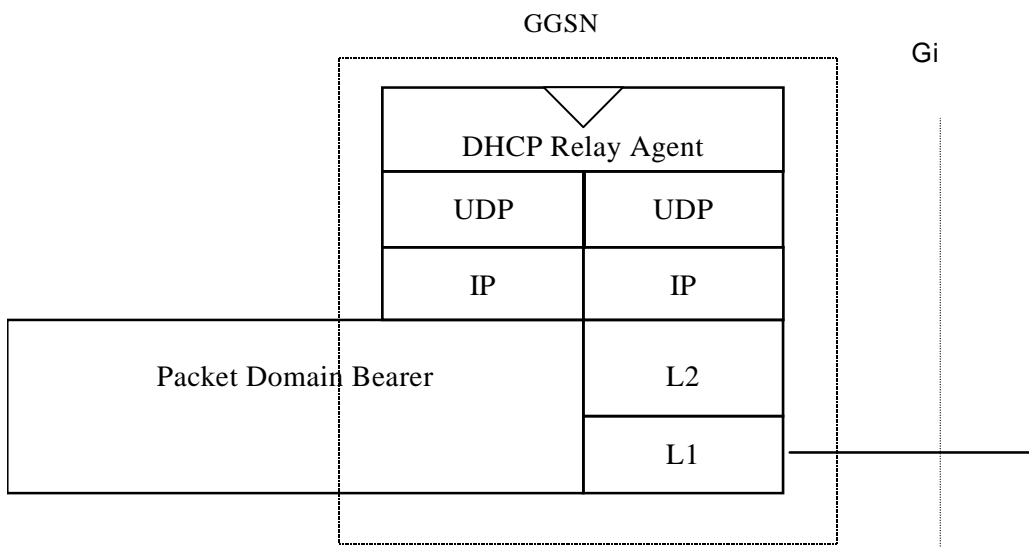 GGSN
Gi
DHCP Relay Agent
UDP UDP
IP IP
Packet Domain Bearer L2
L1